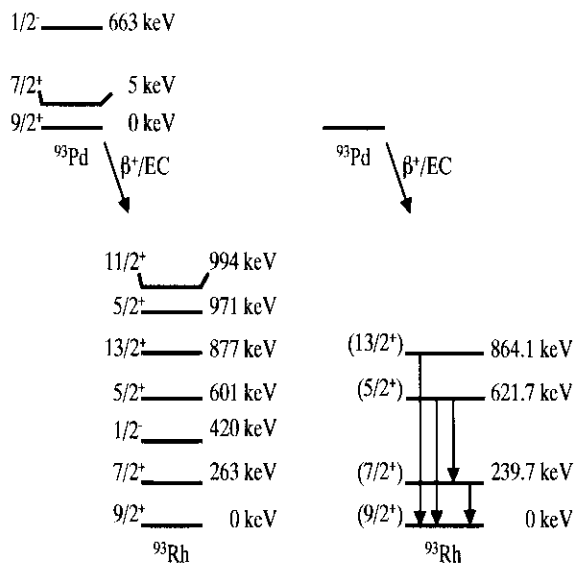 1/2⁻ 663 keV
7/2⁺ 5 keV
9/2⁺ 0 keV
⁹³Pd
β⁺/EC
11/2⁺ 994 keV
5/2⁺ 971 keV
13/2⁺ 877 keV
5/2⁺ 601 keV
1/2⁻ 420 keV
7/2⁺ 263 keV
9/2⁺ 0 keV
⁹³Rh
⁹³Pd
β⁺/EC
(13/2⁺) 864.1 keV
(5/2⁺) 621.7 keV
(7/2⁺) 239.7 keV
(9/2⁺) 0 keV
⁹³Rh